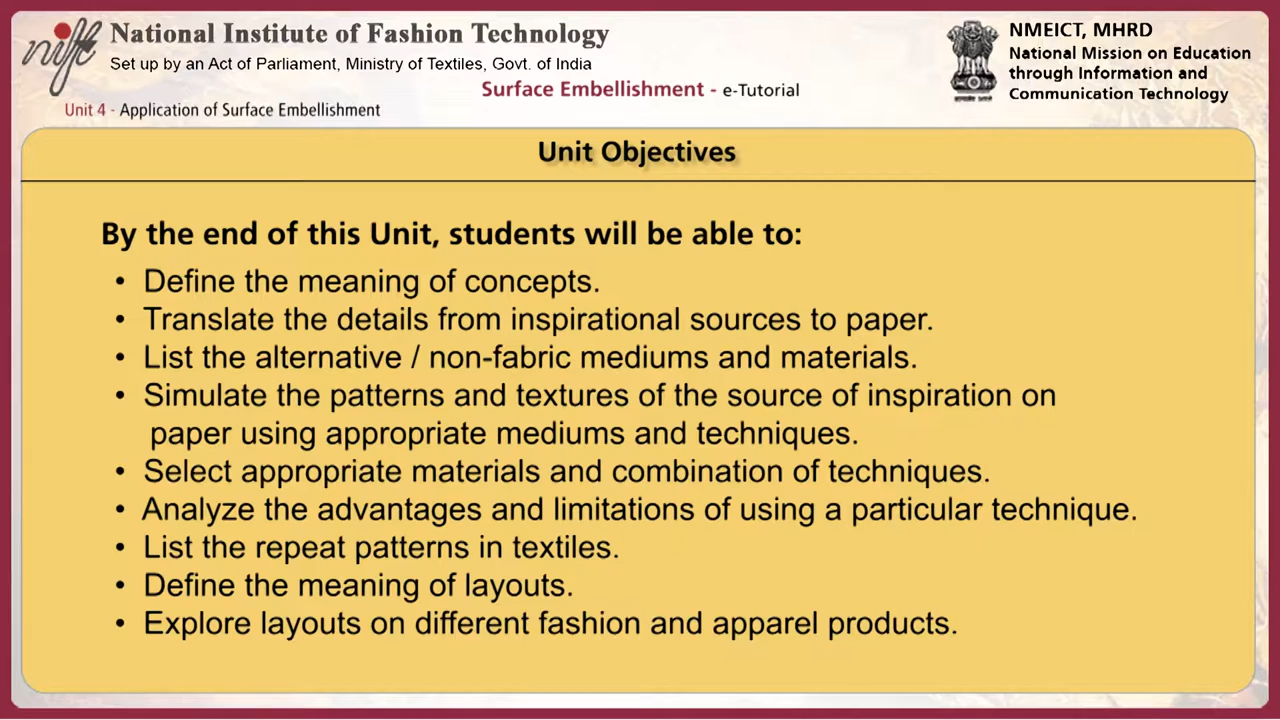 nift
National Institute of Fashion Technology
Set up by an Act of Parliament, Ministry of Textiles, Govt. of India
NMEICT, MHRD
National Mission on Education
through Information and
Communication Technology
Surface Embellishment - e-Tutorial
Unit 4 - Application of Surface Embellishment
Unit Objectives
By the end of this Unit, students will be able to:
• Define the meaning of concepts.
• Translate the details from inspirational sources to paper.
• List the alternative / non-fabric mediums and materials.
• Simulate the patterns and textures of the source of inspiration on
paper using appropriate mediums and techniques.
• Select appropriate materials and combination of techniques.
• Analyze the advantages and limitations of using a particular technique.
• List the repeat patterns in textiles.
• Define the meaning of layouts.
• Explore layouts on different fashion and apparel products.